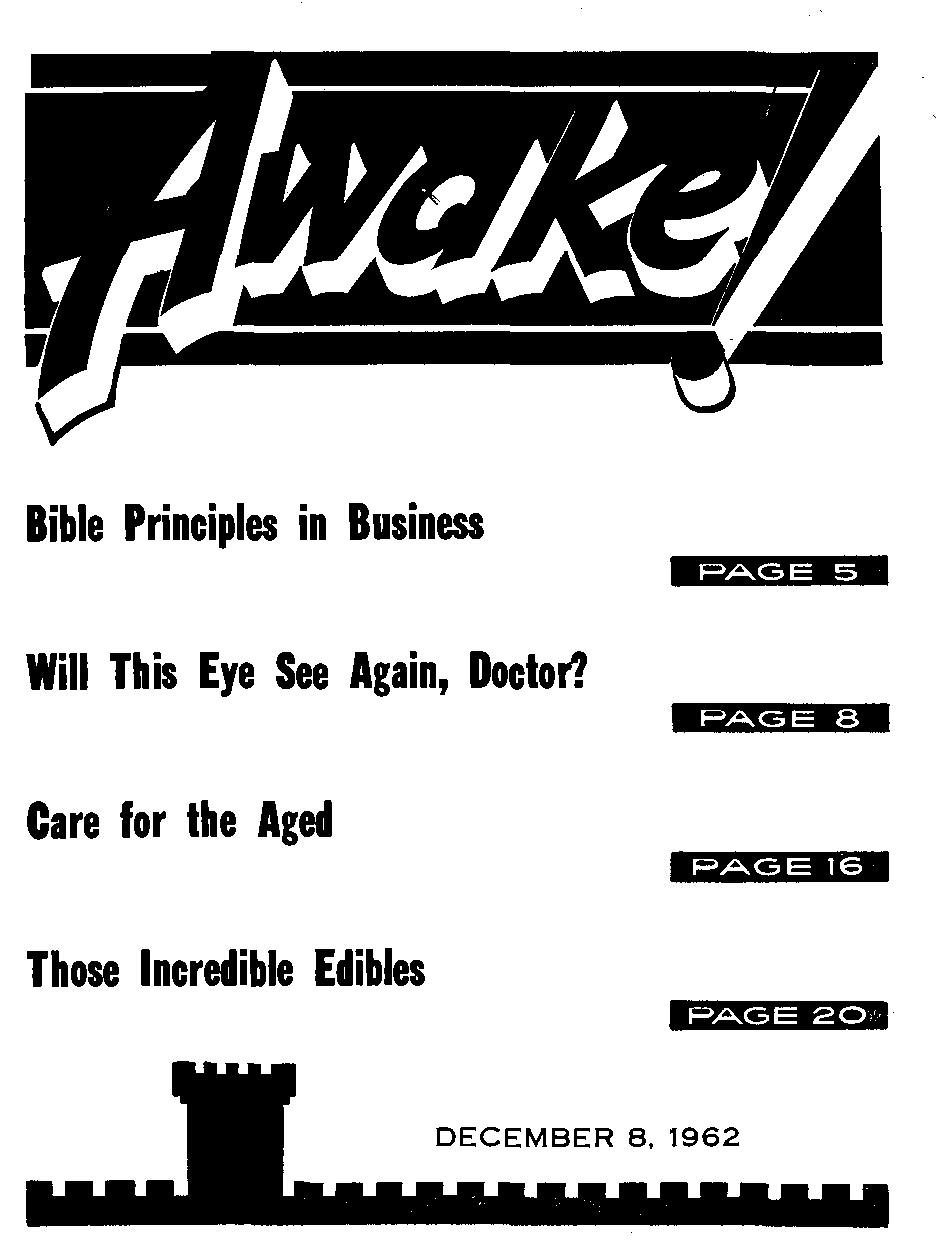 Awake!
Bible Principles in Business
PAGE 5
Will This Eye See Again, Doctor?
PAGE 8
Care for the Aged
PAGE 16
Those Incredible Edibles
PAGE 20
DECEMBER 8, 1962